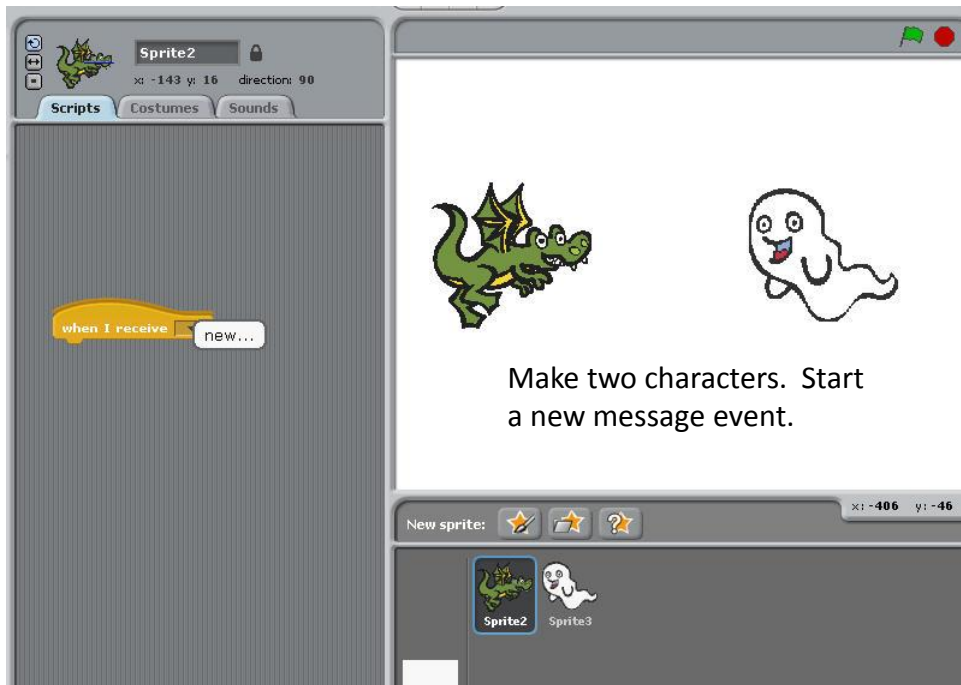 Sprite2
x: -143 y: 16 direction: 90
Scripts Costumes Sounds
when I receive
new...
Make two characters. Start
a new message event.
x: -406 y: -46
New sprite:
Sprite2 Sprite3